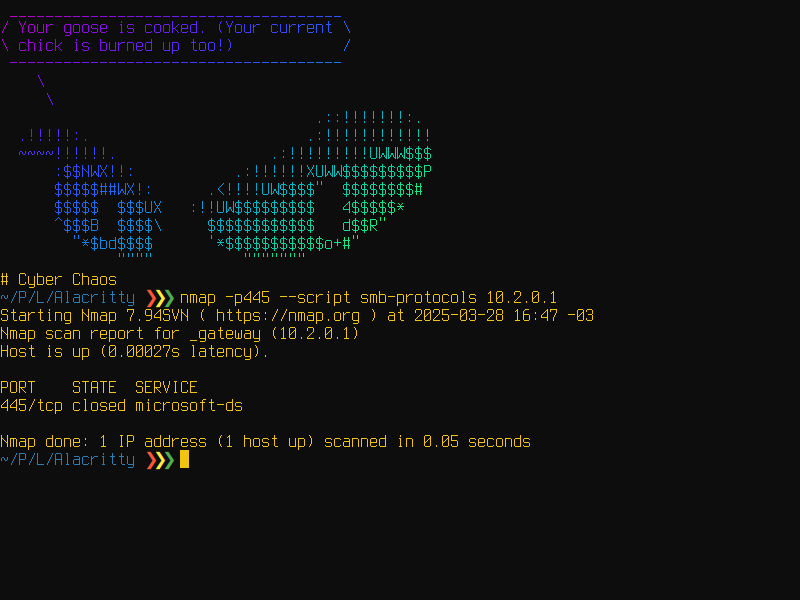 _____________________________________
/ Your goose is cooked. (Your current \
\ chick is burned up too!)            /
 -------------------------------------
    \
     \
                                   .::!!!!!!!:.
  .!!!!!:.                        .:!!!!!!!!!!!!
  ~~~~!!!!!!.                 .:!!!!!!!!!UWWW$$$
      :$$NWX!!:           .:!!!!!!XUWW$$$$$$$$$P
      $$$$$##WX!:      .<!!!!UW$$$$"  $$$$$$$$#
      $$$$$  $$$UX   :!!UW$$$$$$$$$   4$$$$$*
      ^$$$B  $$$$\     $$$$$$$$$$$$   d$$R"
        "*$bd$$$$      '*$$$$$$$$$$$o+#"
             """"          """""""
# Cyber Chaos
~/P/L/Alacritty ❯❯❯ nmap -p445 --script smb-protocols 10.2.0.1
Starting Nmap 7.94SVN ( https://nmap.org ) at 2025-03-28 16:47 -03
Nmap scan report for _gateway (10.2.0.1)
Host is up (0.00027s latency).
PORT    STATE  SERVICE
445/tcp closed microsoft-ds
Nmap done: 1 IP address (1 host up) scanned in 0.05 seconds
~/P/L/Alacritty ❯❯❯